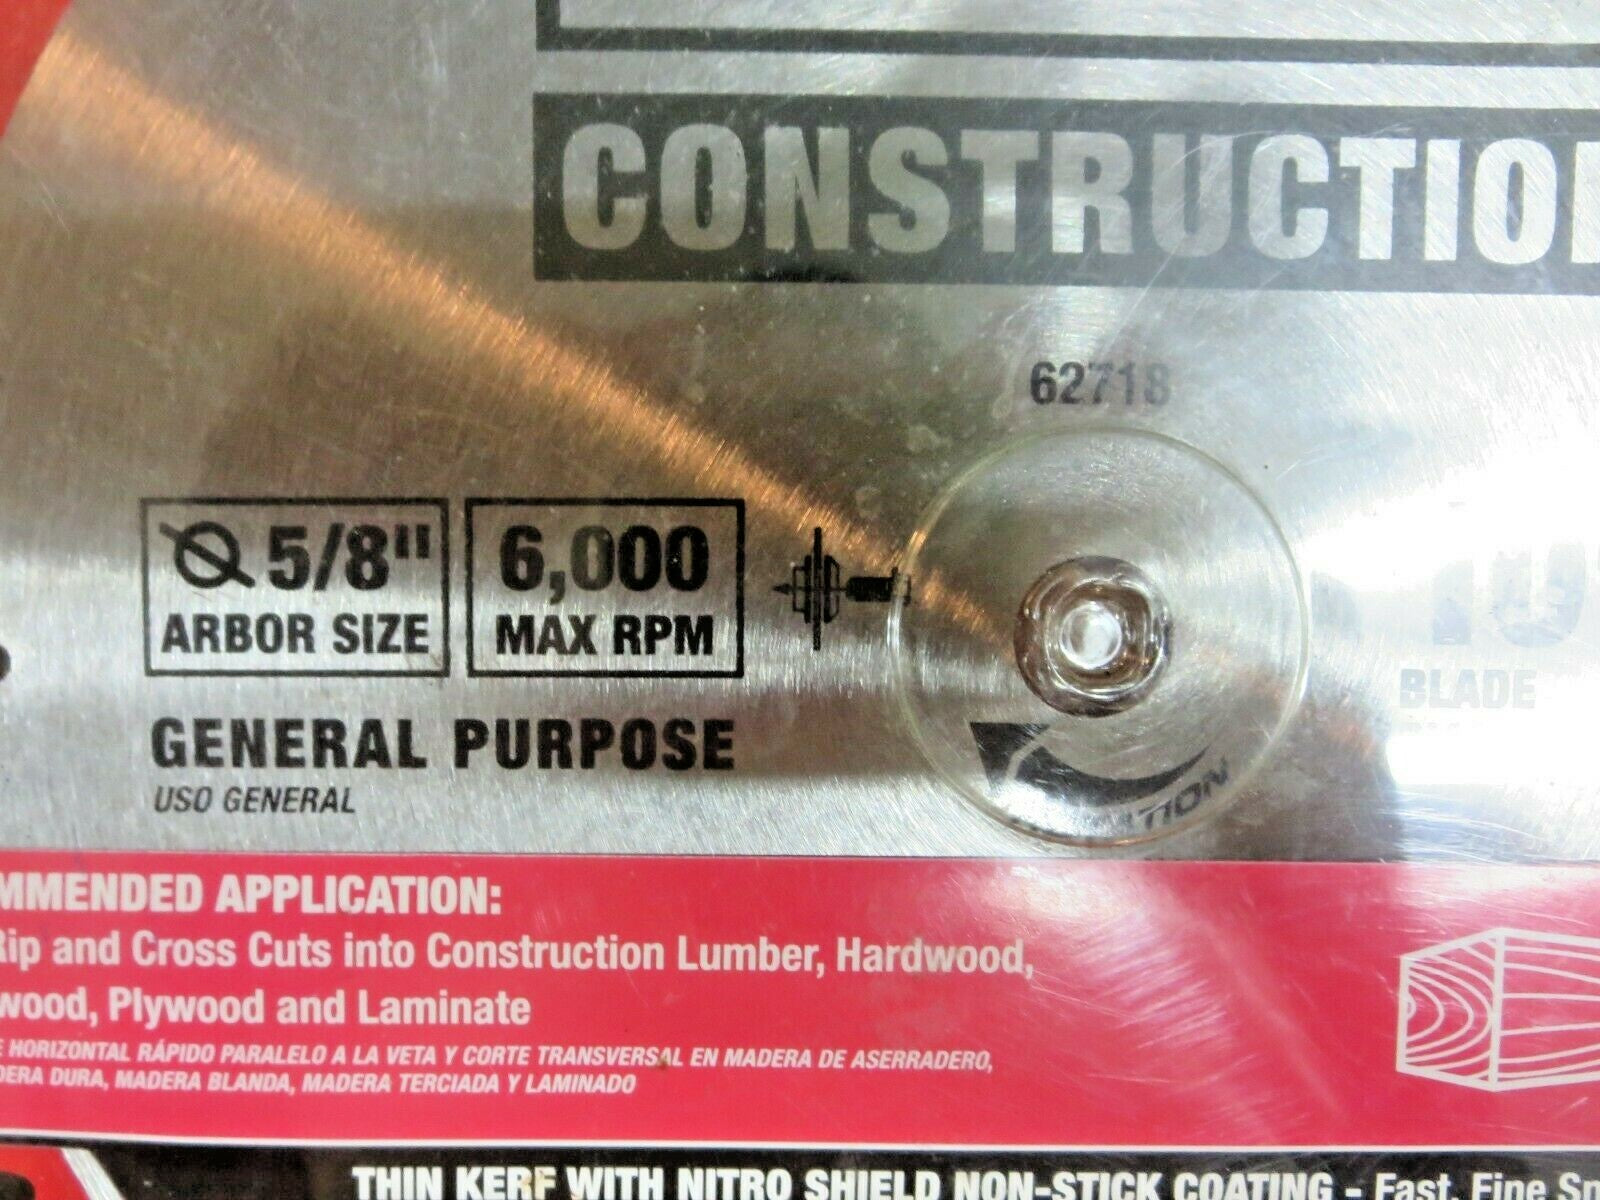 CONSTRUCTIO
62718
5/8"
ARBOR SIZE
6,000
MAX RPM
10
BLADE
GENERAL PURPOSE
USO GENERAL
MMENDED APPLICATION:
Rip and Cross Cuts into Construction Lumber, Hardwood,
wood, Plywood and Laminate
E HORIZONTAL RÁPIDO PARALELO A LA VETA Y CORTE TRANSVERSAL EN MADERA DE ASERRADERO,
DERA DURA, MADERA BLANDA, MADERA TERCIADA Y LAMINADO
THIN KERF WITH NITRO SHIELD NON-STICK COATING - Fast, Fine Sm